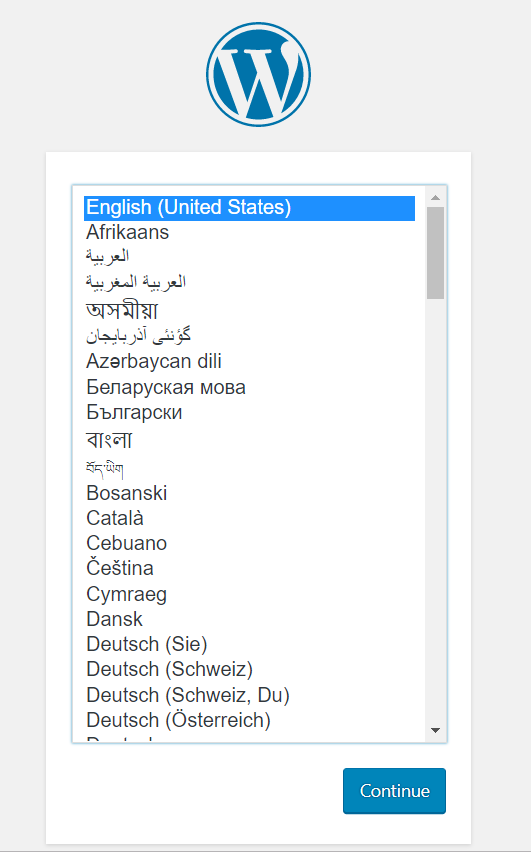 English (United States)
Afrikaans
العربية
العربية المغربية
অসমীয়া
گؤنئی آذربایجان
Azərbaycan dili
Беларуская мова
Български
বাংলা
བོད་ཡིག
Bosanski
Català
Cebuano
Čeština
Cymraeg
Dansk
Deutsch (Sie)
Deutsch (Schweiz)
Deutsch (Schweiz, Du)
Deutsch (Österreich)
Continue